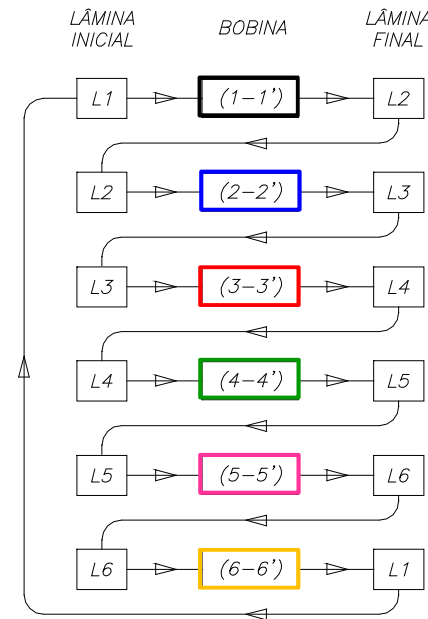 LÂMINA INICIAL
BOBINA
LÂMINA FINAL
L1 (1-1') L2
L2 (2-2') L3
L3 (3-3') L4
L4 (4-4') L5
L5 (5-5') L6
L6 (6-6') L1